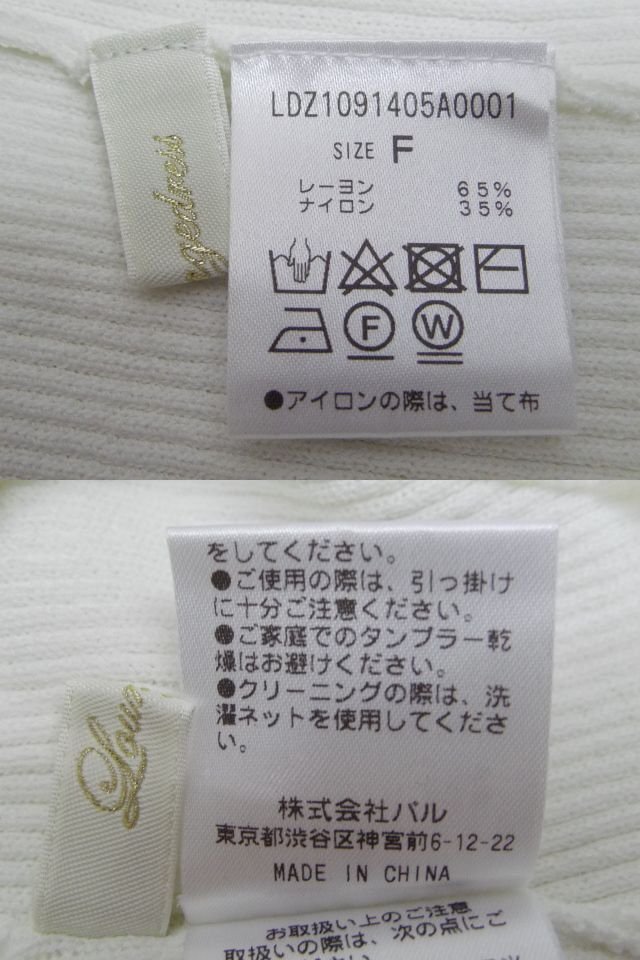 LDZ1091405A0001
SIZE F
レーヨン 65%
ナイロン 35%
F
W
●アイロンの際は、当て布
をしてください。
●ご使用の際は、引っ掛け
に十分ご注意ください。
●ご家庭でのタンブラー乾
燥はお避けください。
●クリーニングの際は、洗
濯ネットを使用してくださ
い。
株式会社パル
東京都渋谷区神宮前6-12-22
MADE IN CHINA
お取扱い上のご注意
取扱いの際は、次の点にご